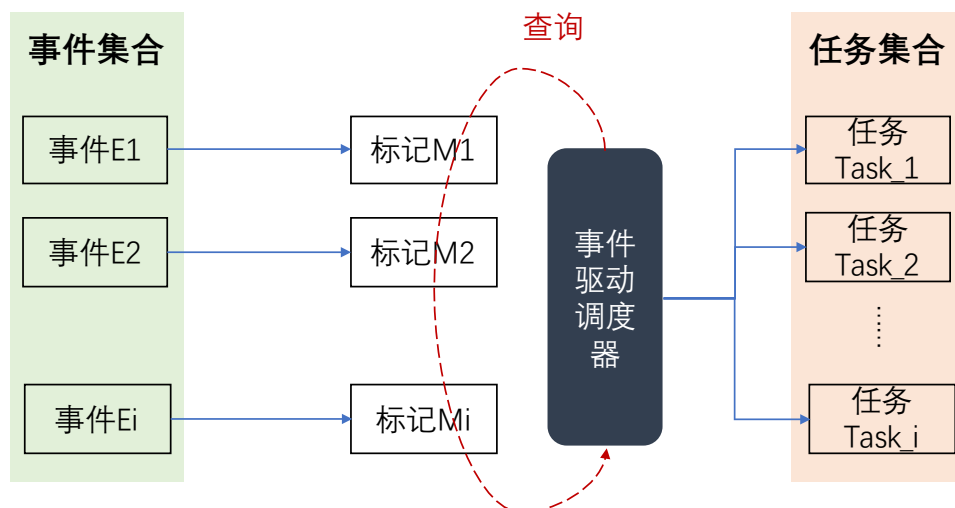 查询
事件集合
任务集合
事件E1
标记M1
任务
Task_1
事件E2
标记M2
任务
Task_2
事件
驱动
调度
器
……
事件Ei
标记Mi
任务
Task_i